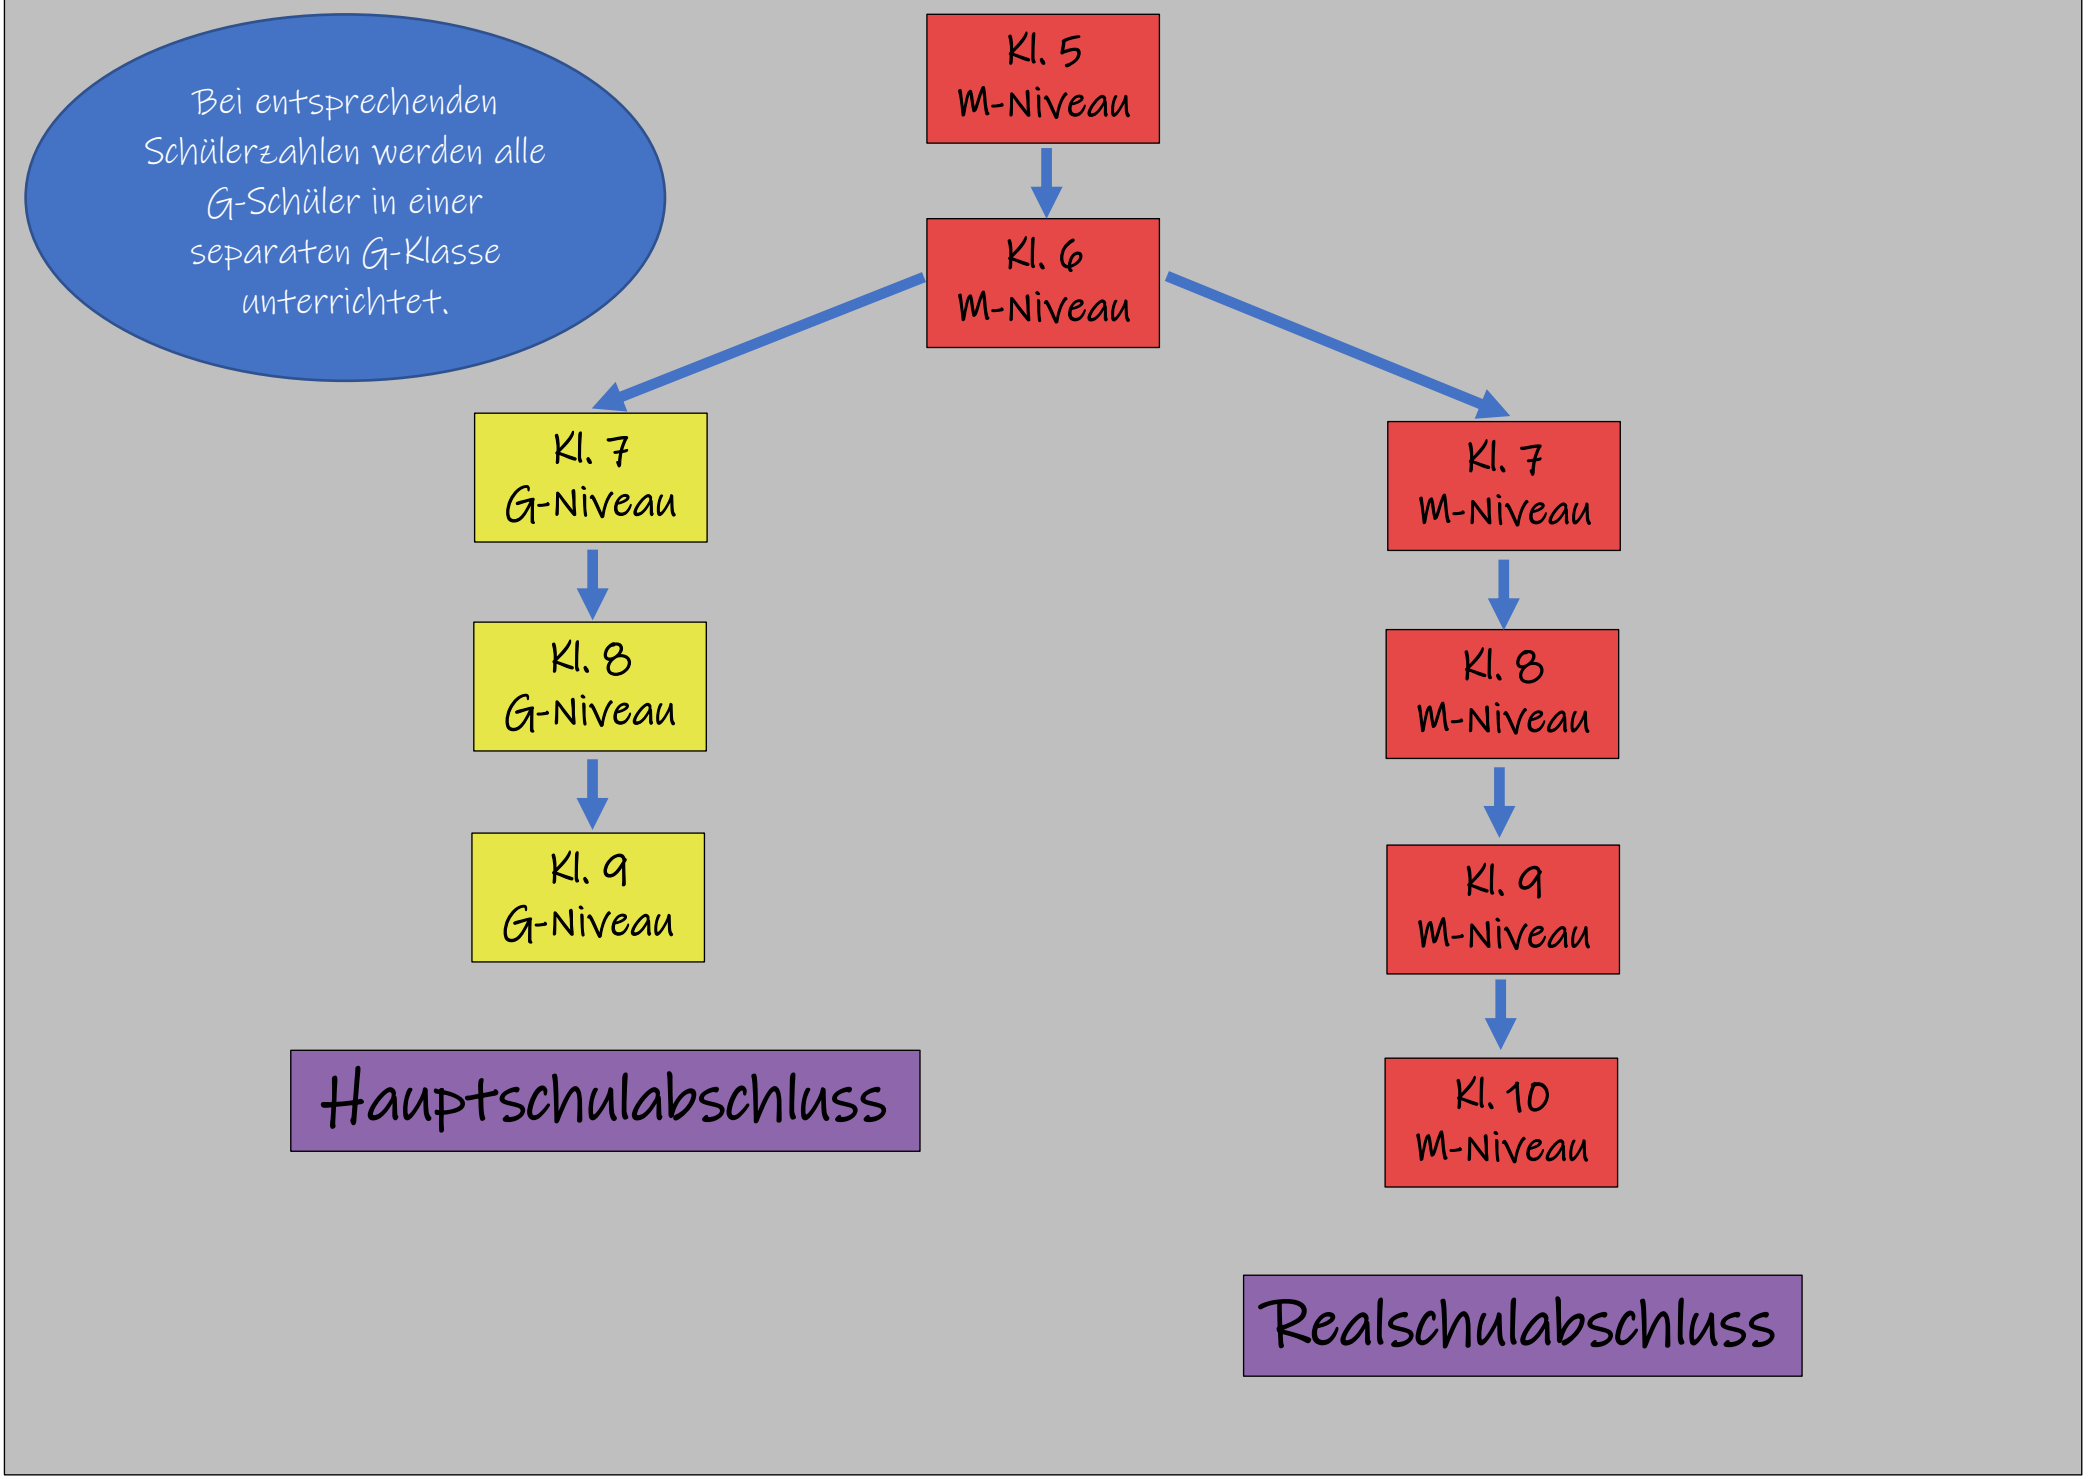 Bei entsprechenden
Schülerzahlen werden alle
G-Schüler in einer
separaten G-Klasse
unterrichtet.
Kl. 5
M-Niveau
Kl. 6
M-Niveau
Kl. 7
G-Niveau
Kl. 7
M-Niveau
Kl. 8
G-Niveau
Kl. 8
M-Niveau
Kl. 9
G-Niveau
Kl. 9
M-Niveau
Hauptschulabschluss
Kl. 10
M-Niveau
Realschulabschluss